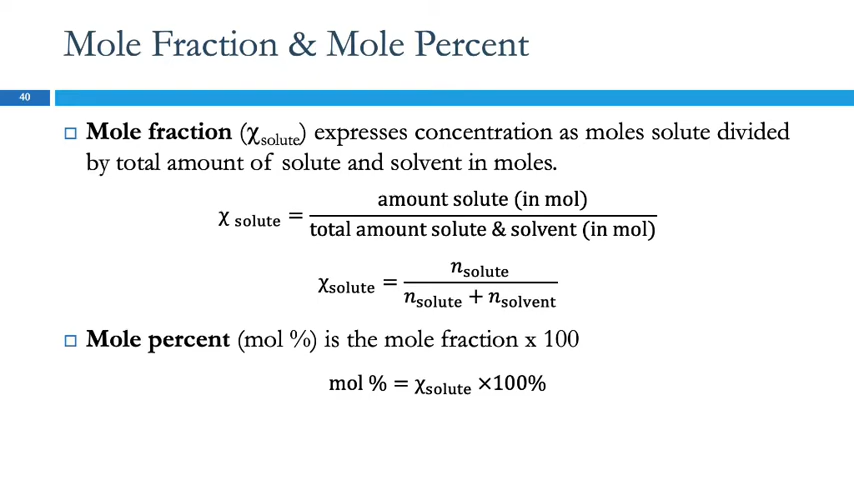 Mole Fraction & Mole Percent
40
Mole fraction (χsolute) expresses concentration as moles solute divided
by total amount of solute and solvent in moles.
χ solute = amount solute (in mol) / total amount solute & solvent (in mol)
χsolute = nsolute / nsolute + nsolvent
Mole percent (mol %) is the mole fraction x 100
mol % = χsolute ×100%